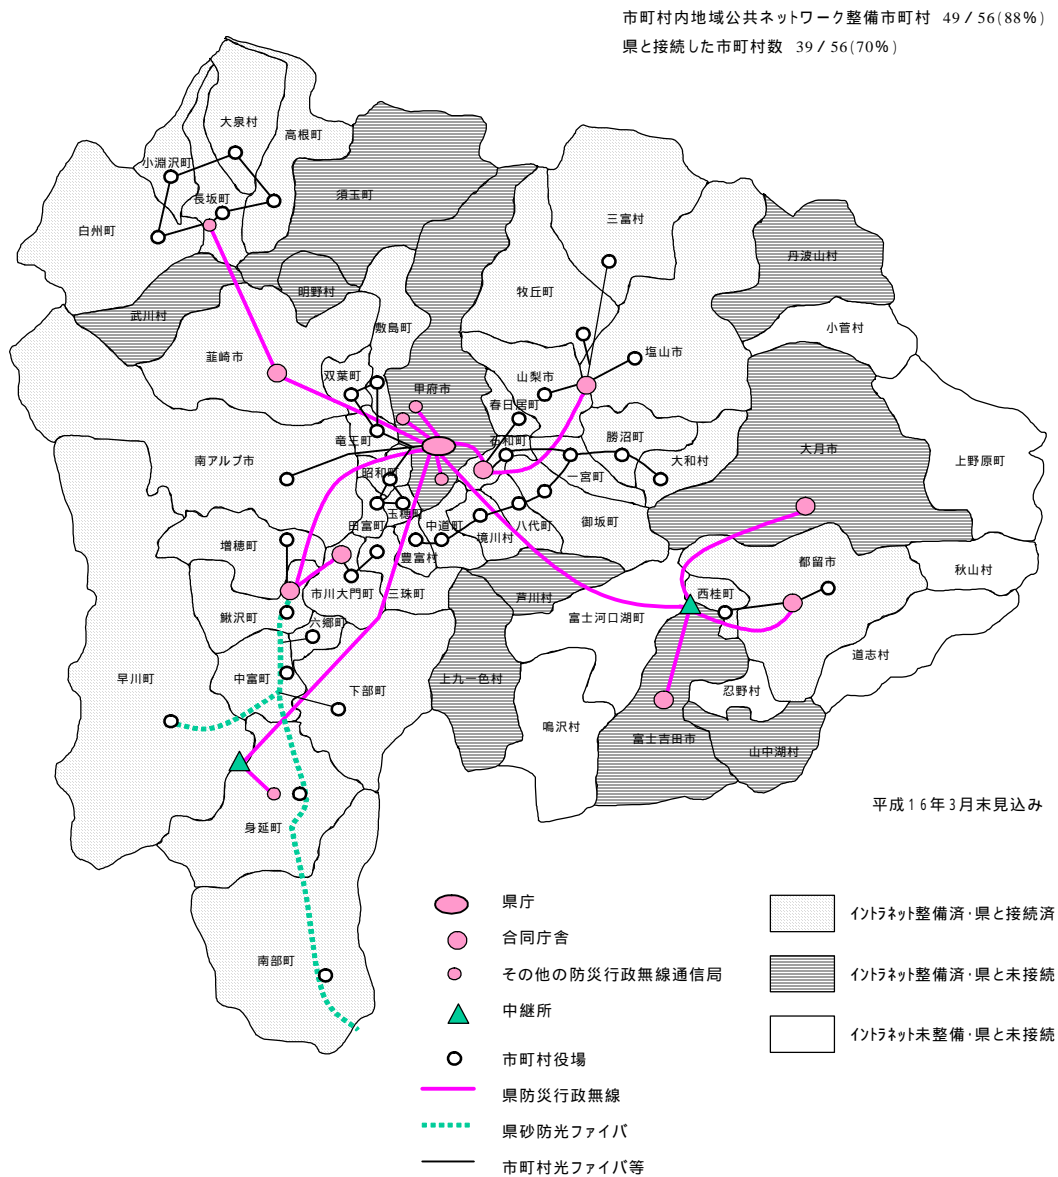 市町村内地域公共ネットワーク整備市町村 49/56(88%)
県と接続した市町村数 39/56(70%)
大泉村
高根町
小淵沢町
長坂町
須玉町
白州町
三富村
丹波山村
明野村
牧丘町
武川村
敷島町
小菅村
韮崎市
塩山市
双葉町
山梨市
甲府市
春日居町
竜王町
石和町
勝沼町
大月市
南アルプ市
昭和町
大和村
上野原町
一宮町
玉穂町
田富町
中道町
八代町
御坂町
増穂町
境川村
豊富村
都留市
秋山村
市川大門町
三珠町
芦川村
西桂町
鰍沢町
六郷町
富士河口湖町
道志村
早川町
中富町
下部町
上九一色村
忍野村
鳴沢村
富士吉田市
山中湖村
平成16年3月末見込み
身延町
南部町
県庁
合同庁舎
その他の防災行政無線通信局
中継所
市町村役場
県防災行政無線
県砂防光ファイバ
市町村光ファイバ等
イントラネット整備済・県と接続済
イントラネット整備済・県と未接続
イントラネット未整備・県と未接続